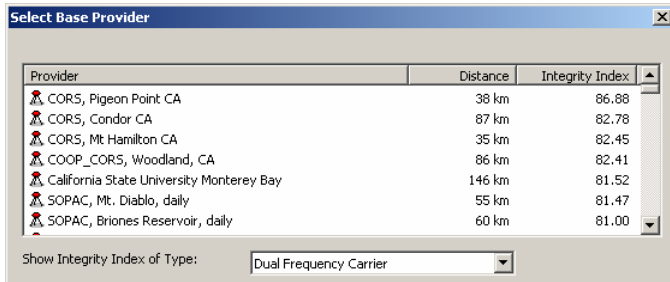 Select Base Provider
Provider Distance Integrity Index
CORS, Pigeon Point CA 38 km 86.88
CORS, Condor CA 87 km 82.78
CORS, Mt Hamilton CA 35 km 82.45
COOP_CORS, Woodland, CA 86 km 82.41
California State University Monterey Bay 146 km 81.52
SOPAC, Mt. Diablo, daily 55 km 81.47
SOPAC, Briones Reservoir, daily 60 km 81.00
Show Integrity Index of Type: Dual Frequency Carrier